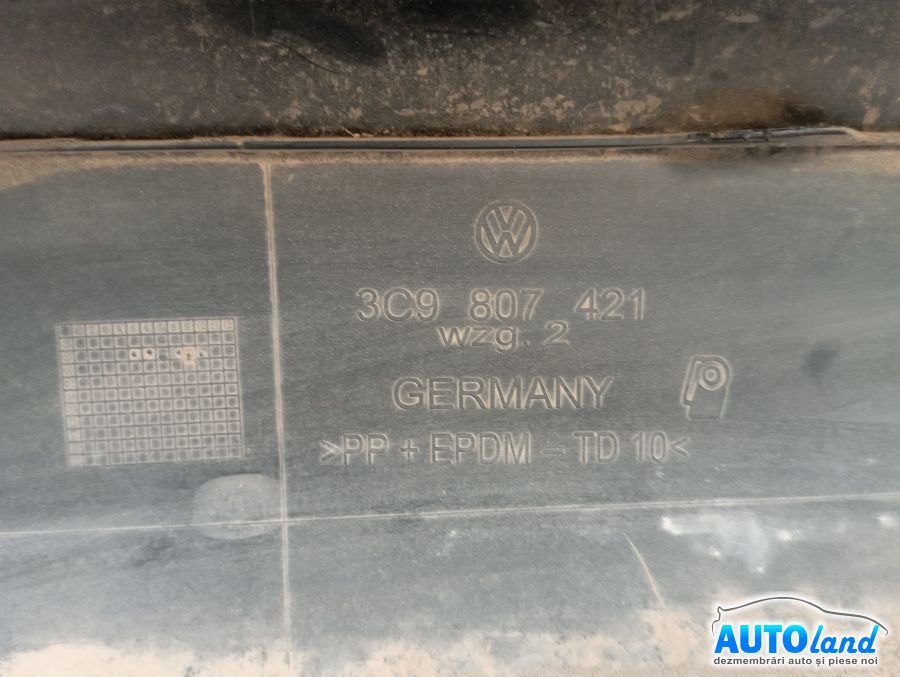 3C9 807 421
wzg. 2
GERMANY
>PP + EPDM - TD 10<
AUTOland
dezmembrări auto și piese noi